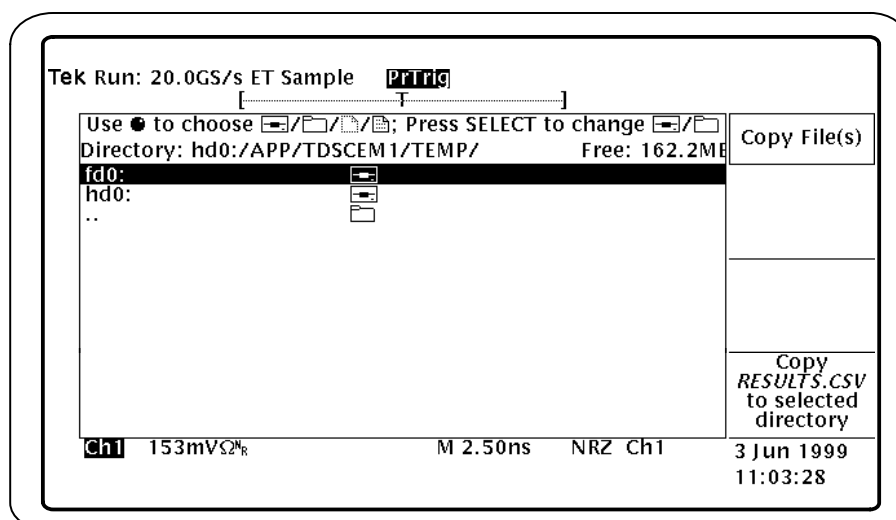 Tek Run: 20.0GS/s ET Sample PrTrig
[ T ]
Use to choose / / / ; Press SELECT to change /
Directory: hd0:/APP/TDSCEM1/TEMP/ Free: 162.2MB
fd0:
hd0:
..
Copy File(s)
Copy
RESULTS.CSV
to selected
directory
Ch1 153mVΩNR M 2.50ns NRZ Ch1
3 Jun 1999
11:03:28